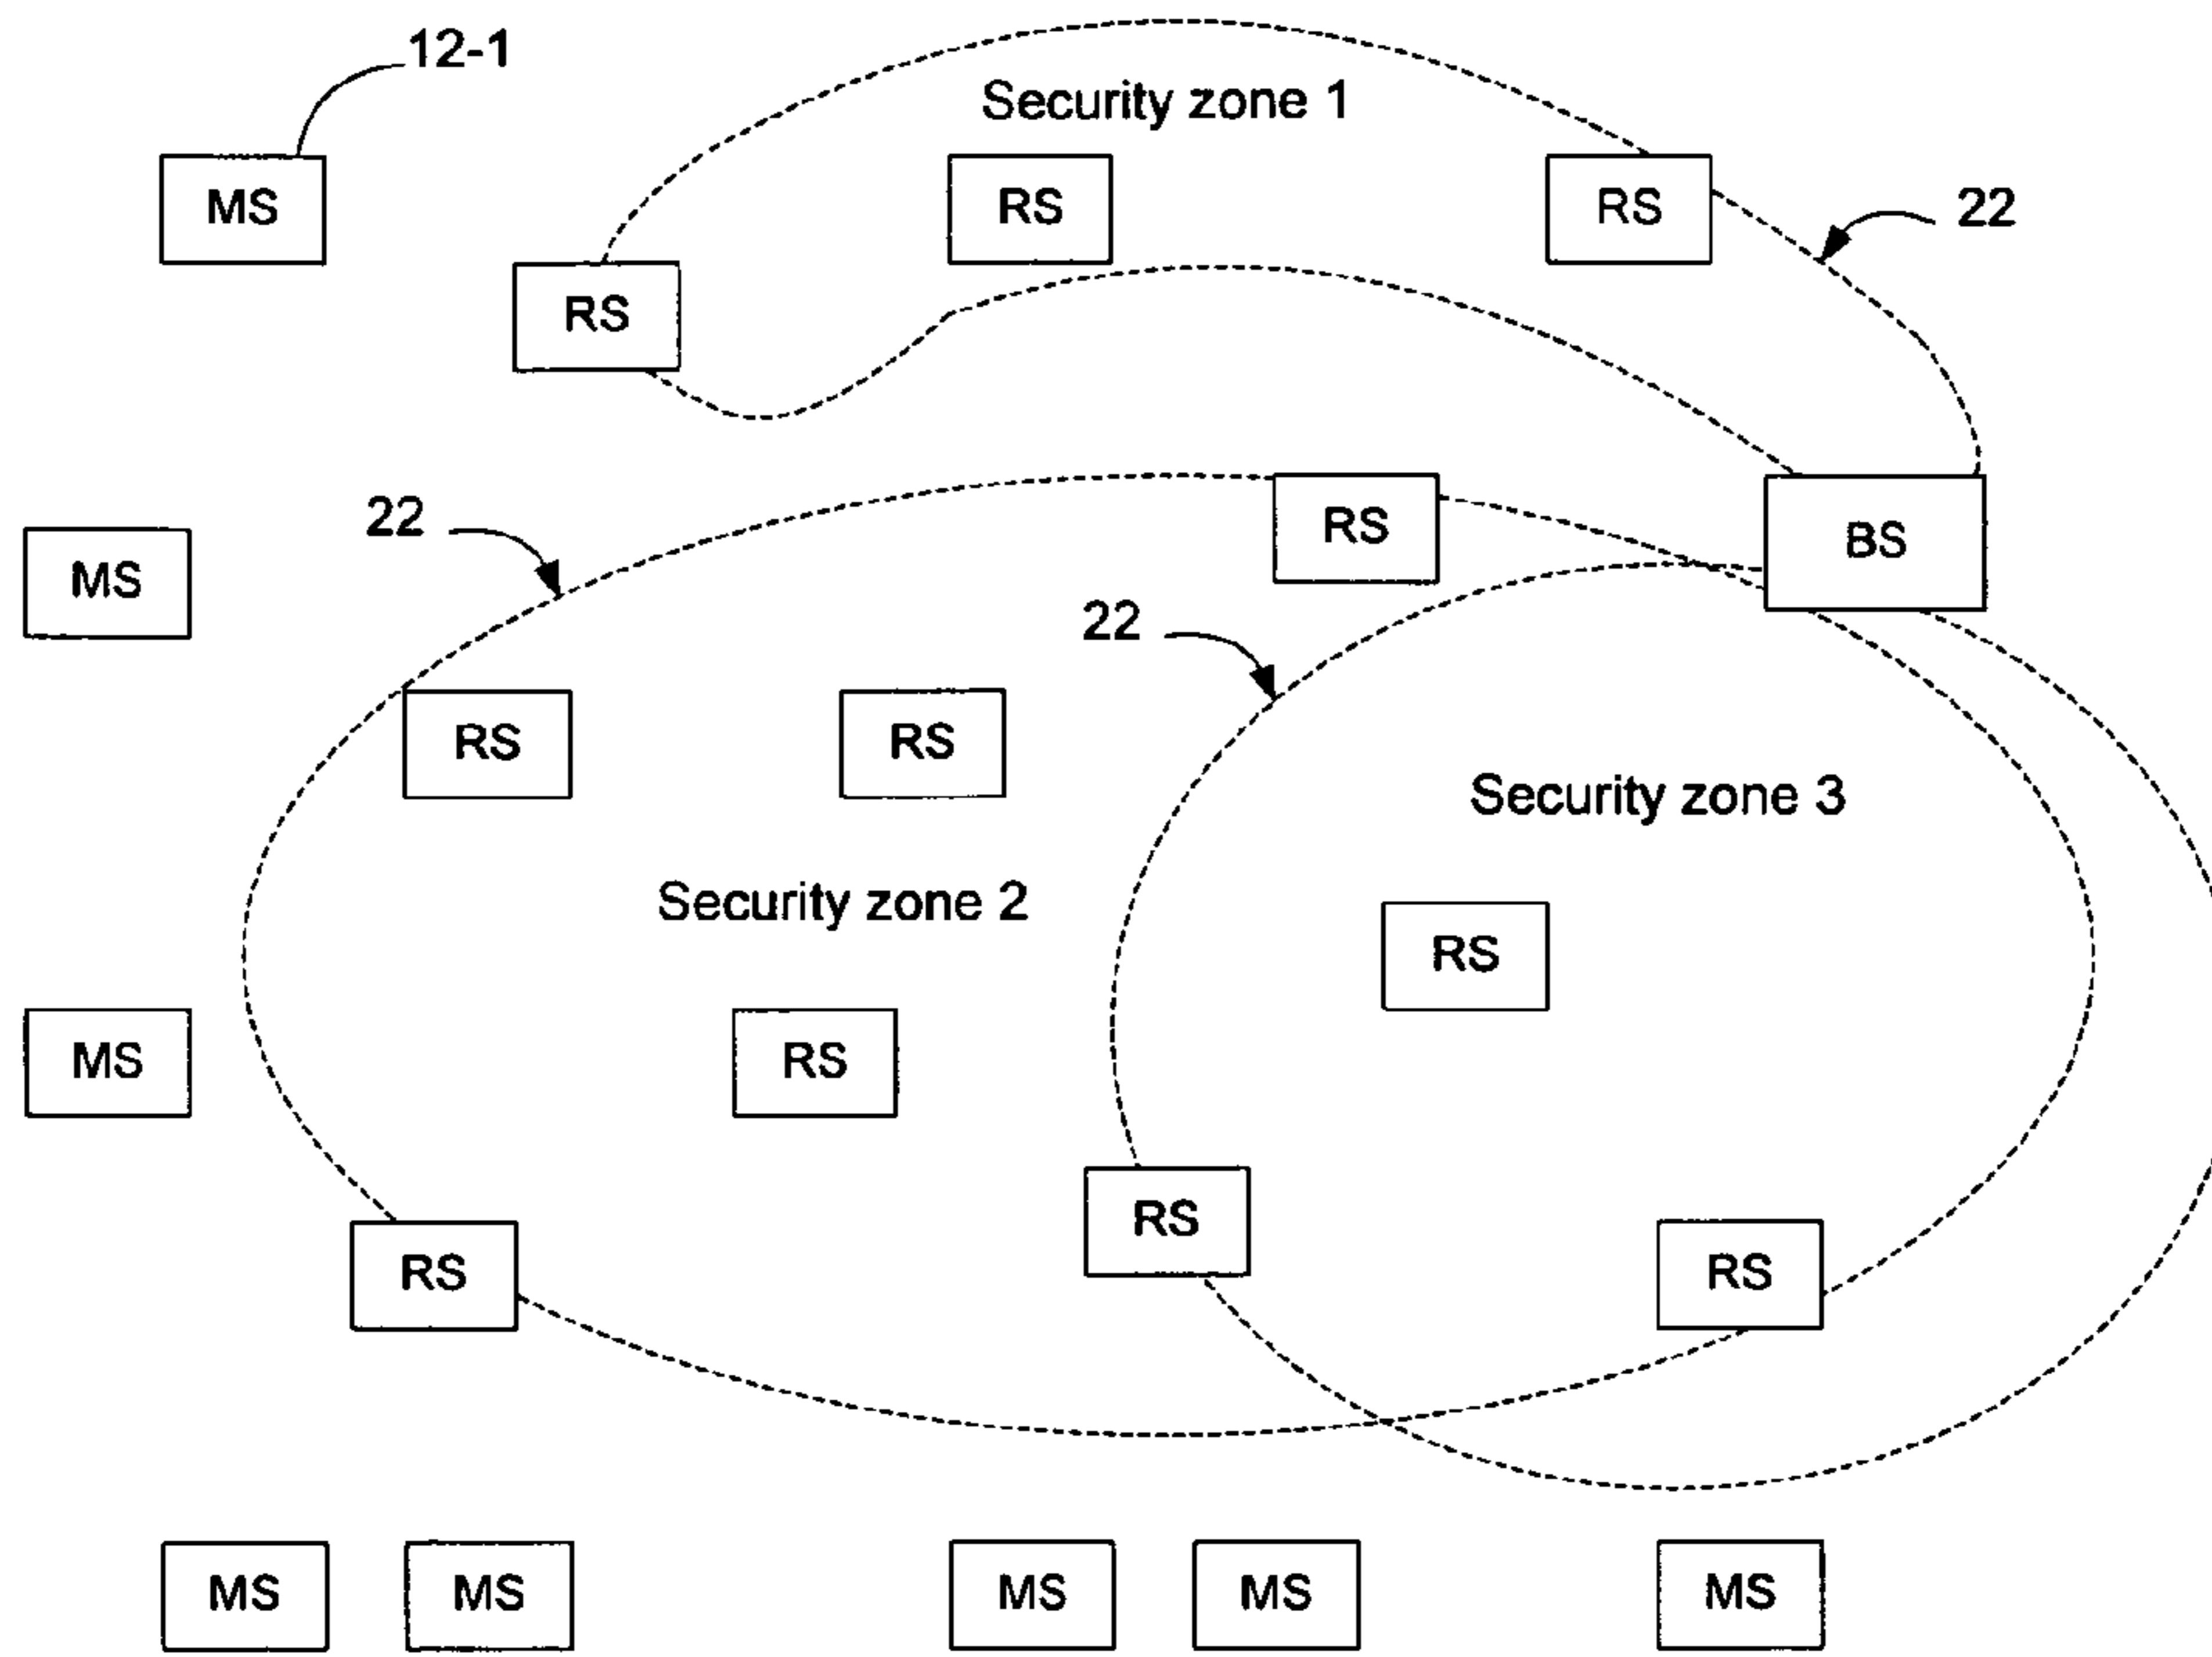 12-1
Security zone 1
MS
RS
RS
22
RS
22
RS
BS
MS
22
RS
RS
Security zone 3
Security zone 2
RS
MS
RS
RS
RS
RS
MS
MS
MS
MS
MS